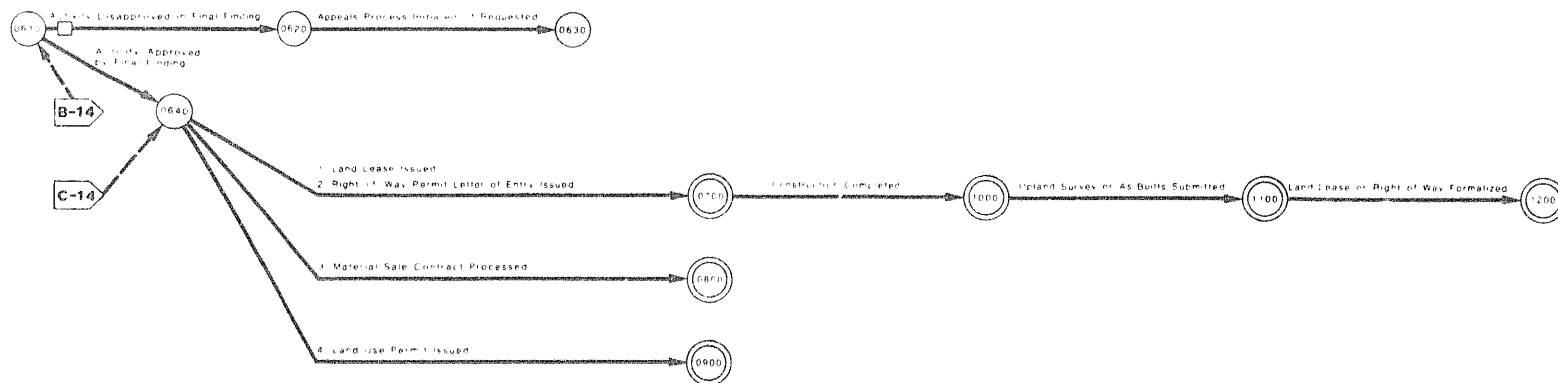 Activity Disapproved in Final Finding
Appeals Process Initiated If Requested
0610
0620
0630
Activity Approved
by Final Finding
B-14
0640
C-14
1. Land Lease Issued
2. Right of Way Permit Letter of Entry Issued
0700
Construction Completed
1000
Upland Survey or As Builts Submitted
1100
Land Lease or Right of Way Formalized
1200
3. Material Sale Contract Processed
0800
4. Land Use Permit Issued
0900